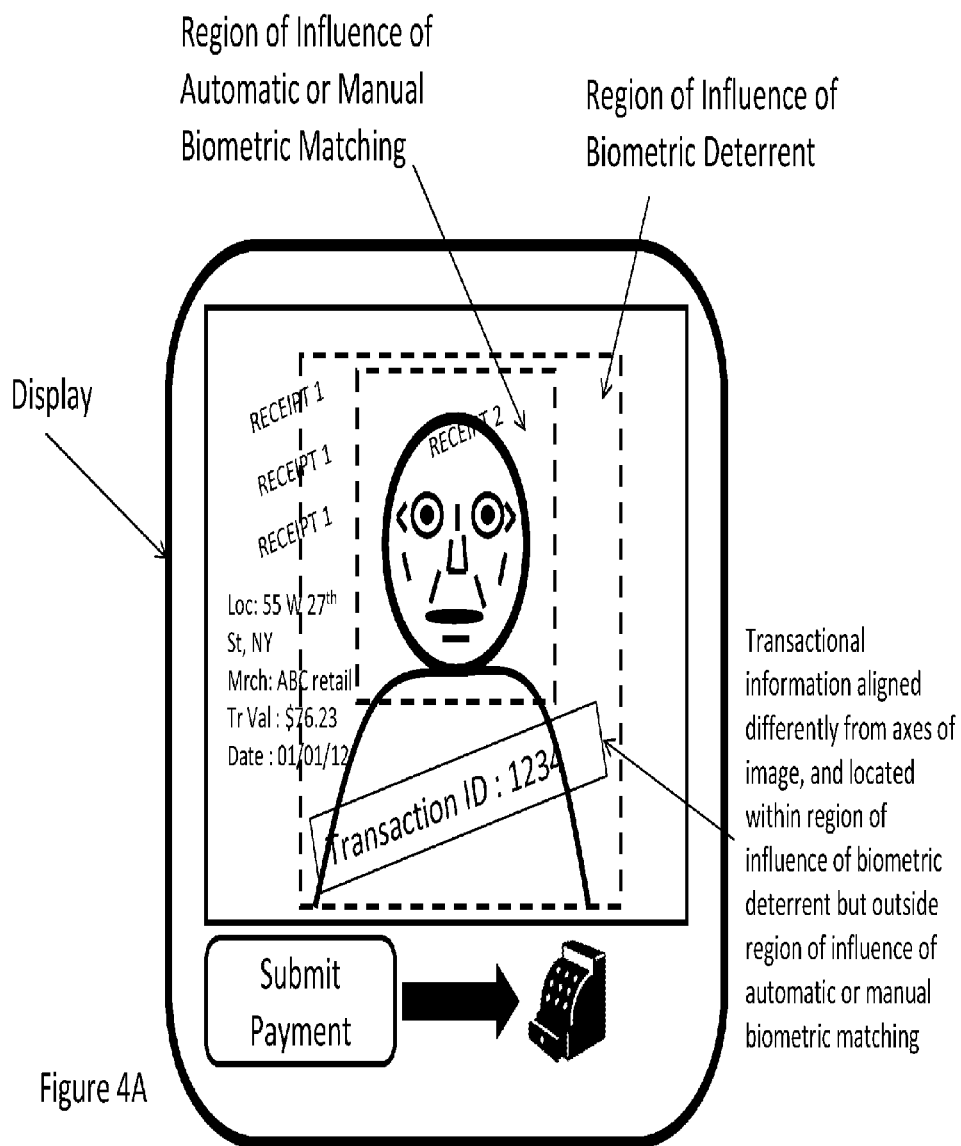 Region of Influence of
Automatic or Manual
Biometric Matching
Region of Influence of
Biometric Deterrent
Display
RECEIPT 1
RECEIPT 2
RECEIPT 1
RECEIPT 1
Loc: 55 W 27th
St, NY
Mrch: ABC retail
Tr Val : $76.23
Date : 01/01/12
Transaction ID : 1234
Transactional
information aligned
differently from axes of
image, and located
within region of
influence of biometric
deterrent but outside
region of influence of
automatic or manual
biometric matching
Submit
Payment
Figure 4A